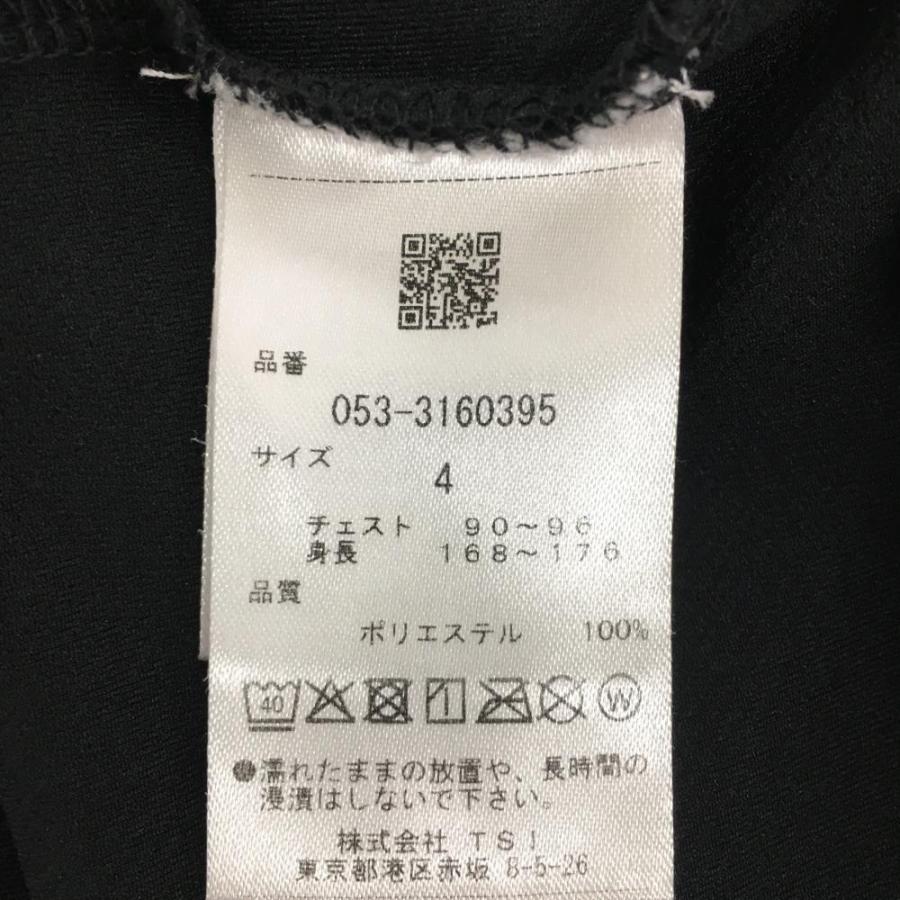 品番
053-3160395
サイズ
4
チェスト 90～96
身長 168～176
品質
ポリエステル 100%
40 W
●濡れたままの放置や、長時間の
浸漬はしないで下さい。
株式会社 TSI
東京都港区赤坂 8-5-26